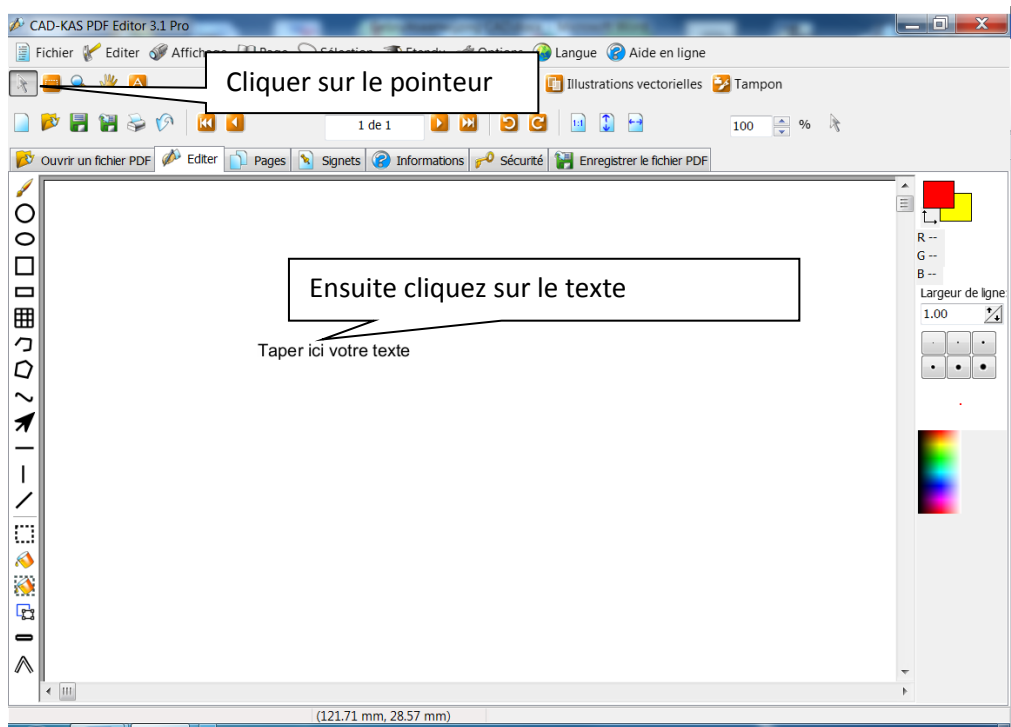 CAD-KAS PDF Editor 3.1 Pro
Fichier Editer Langue Aide en ligne
Cliquer sur le pointeur
Illustrations vectorielles Tampon
1 de 1 1:1 100 %
Ouvrir un fichier PDF Editer Pages Signets Informations Sécurité Enregistrer le fichier PDF
R --
G --
B --
Ensuite cliquez sur le texte
Largeur de ligne:
1.00
Taper ici votre texte
(121.71 mm, 28.57 mm)